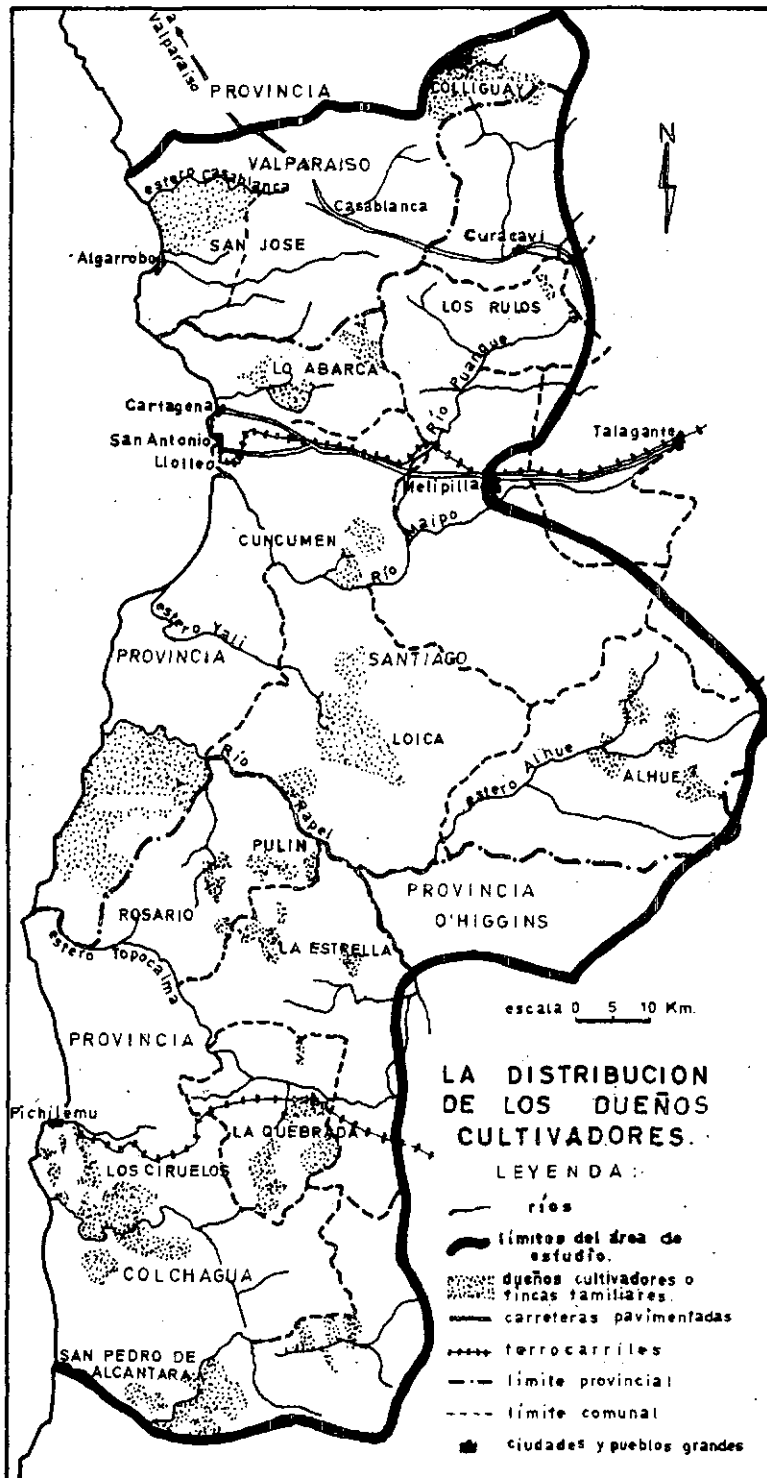 a
Valparaiso
PROVINCIA
COLLIGUAY
N
VALPARAISO
estero casablanca
Casablanca
SAN JOSE
Curacavi
Algarrobo
LOS RULOS
LO ABARCA
Río Puangue
Cartagena
San Antonio
Talagante
Llolleo
Melipilla
CUNCUMEN
Río Maipo
estero Yali
PROVINCIA
SANTIAGO
LOICA
Río Rapel
estero Alhue
ALHUE
PULIN
PROVINCIA
O'HIGGINS
ROSARIO
LA ESTRELLA
estero Topocalma
escala 0 5 10 Km.
PROVINCIA
LA DISTRIBUCION
DE LOS DUEÑOS
CULTIVADORES.
Pichilemu
LA QUEBRADA
LEYENDA:
LOS CIRUELOS
ríos
límites del área de
estudio.
COLCHAGUA
dueños cultivadores o
fincas familiares.
carreteras pavimentadas
ferrocarriles
SAN PEDRO DE
ALCANTARA
límite provincial
límite comunal
ciudades y pueblos grandes